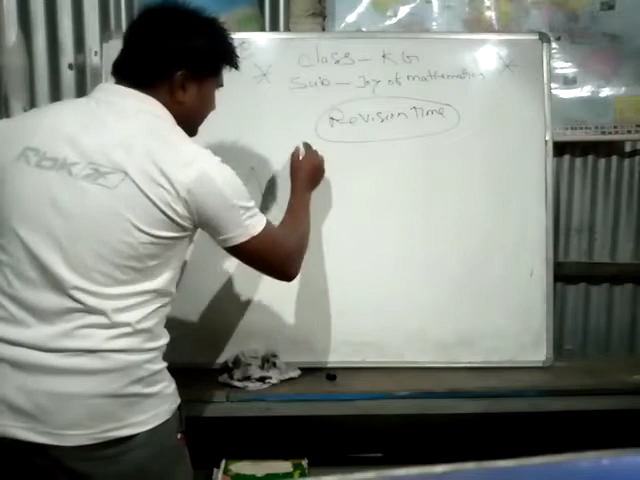 Class - KG
Sub - Joy of mathematics
Revision Time
Rbk